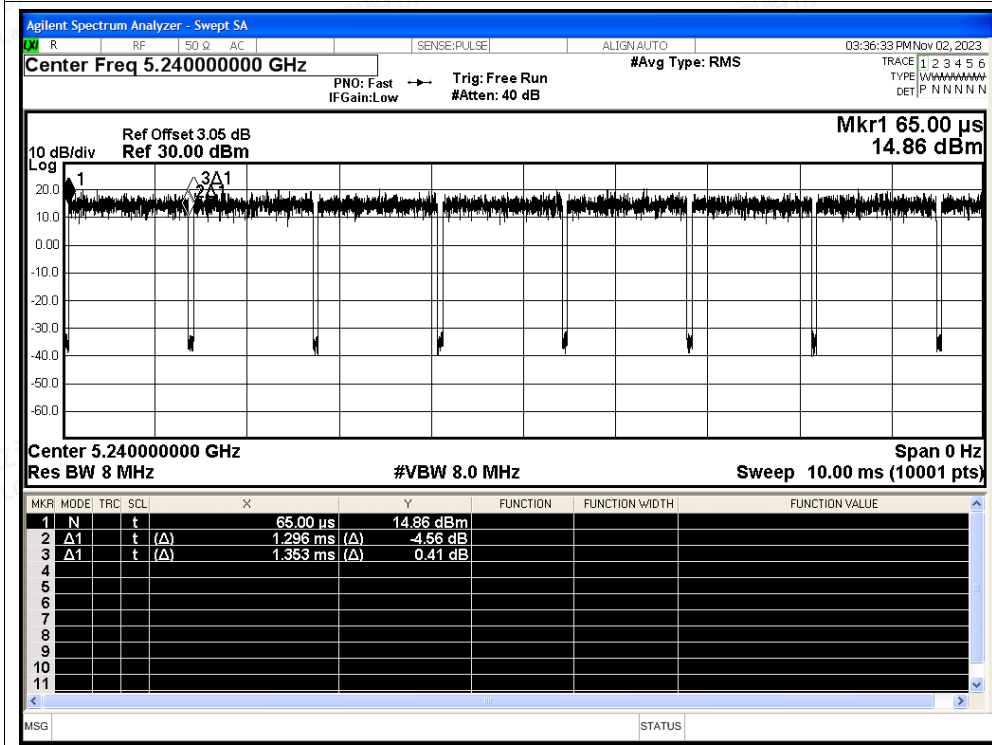 Agilent Spectrum Analyzer - Swept SA
LXI R RF 50 Ω AC SENSE:PULSE ALIGN AUTO 03:36:33 PM Nov 02, 2023
Center Freq 5.240000000 GHz #Avg Type: RMS TRACE 1 2 3 4 5 6
PNO: Fast Trig: Free Run TYPE
IFGain:Low #Atten: 40 dB DET P N N N N N
Mkr1 65.00 µs
Ref Offset 3.05 dB
10 dB/div Ref 30.00 dBm 14.86 dBm
Log
1 3Δ1
20.0
10.0
0.00
-10.0
-20.0
-30.0
-40.0
-50.0
-60.0
Center 5.240000000 GHz Span 0 Hz
Res BW 8 MHz #VBW 8.0 MHz Sweep 10.00 ms (10001 pts)
MKR MODE TRC SCL X Y FUNCTION FUNCTION WIDTH FUNCTION VALUE
1 N t 65.00 µs 14.86 dBm
2 Δ1 t (Δ) 1.296 ms (Δ) -4.56 dB
3 Δ1 t (Δ) 1.353 ms (Δ) 0.41 dB
4
5
6
7
8
9
10
11
MSG STATUS